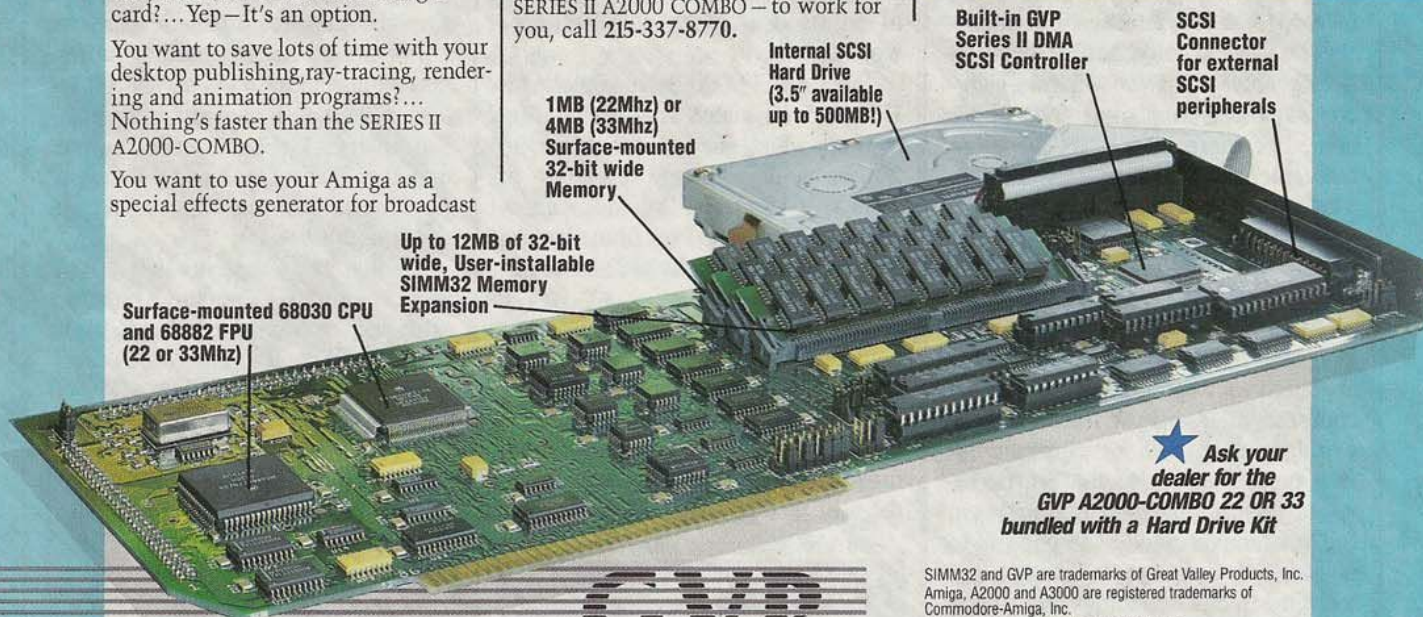 card?... Yep—It's an option.
You want to save lots of time with your
desktop publishing,ray-tracing, render-
ing and animation programs?...
Nothing's faster than the SERIES II
A2000-COMBO.
You want to use your Amiga as a
special effects generator for broadcast
SERIES II A2000 COMBO—to work for
you, call 215-337-8770.
Built-in GVP
Series II DMA
SCSI Controller
SCSI
Connector
for external
SCSI
peripherals
Internal SCSI
Hard Drive
(3.5" available
up to 500MB!)
1MB (22Mhz) or
4MB (33Mhz)
Surface-mounted
32-bit wide
Memory
Up to 12MB of 32-bit
wide, User-installable
SIMM32 Memory
Expansion
Surface-mounted 68030 CPU
and 68882 FPU
(22 or 33Mhz)
Ask your
dealer for the
GVP A2000-COMBO 22 OR 33
bundled with a Hard Drive Kit
GVP
SIMM32 and GVP are trademarks of Great Valley Products, Inc.
Amiga, A2000 and A3000 are registered trademarks of
Commodore-Amiga, Inc.